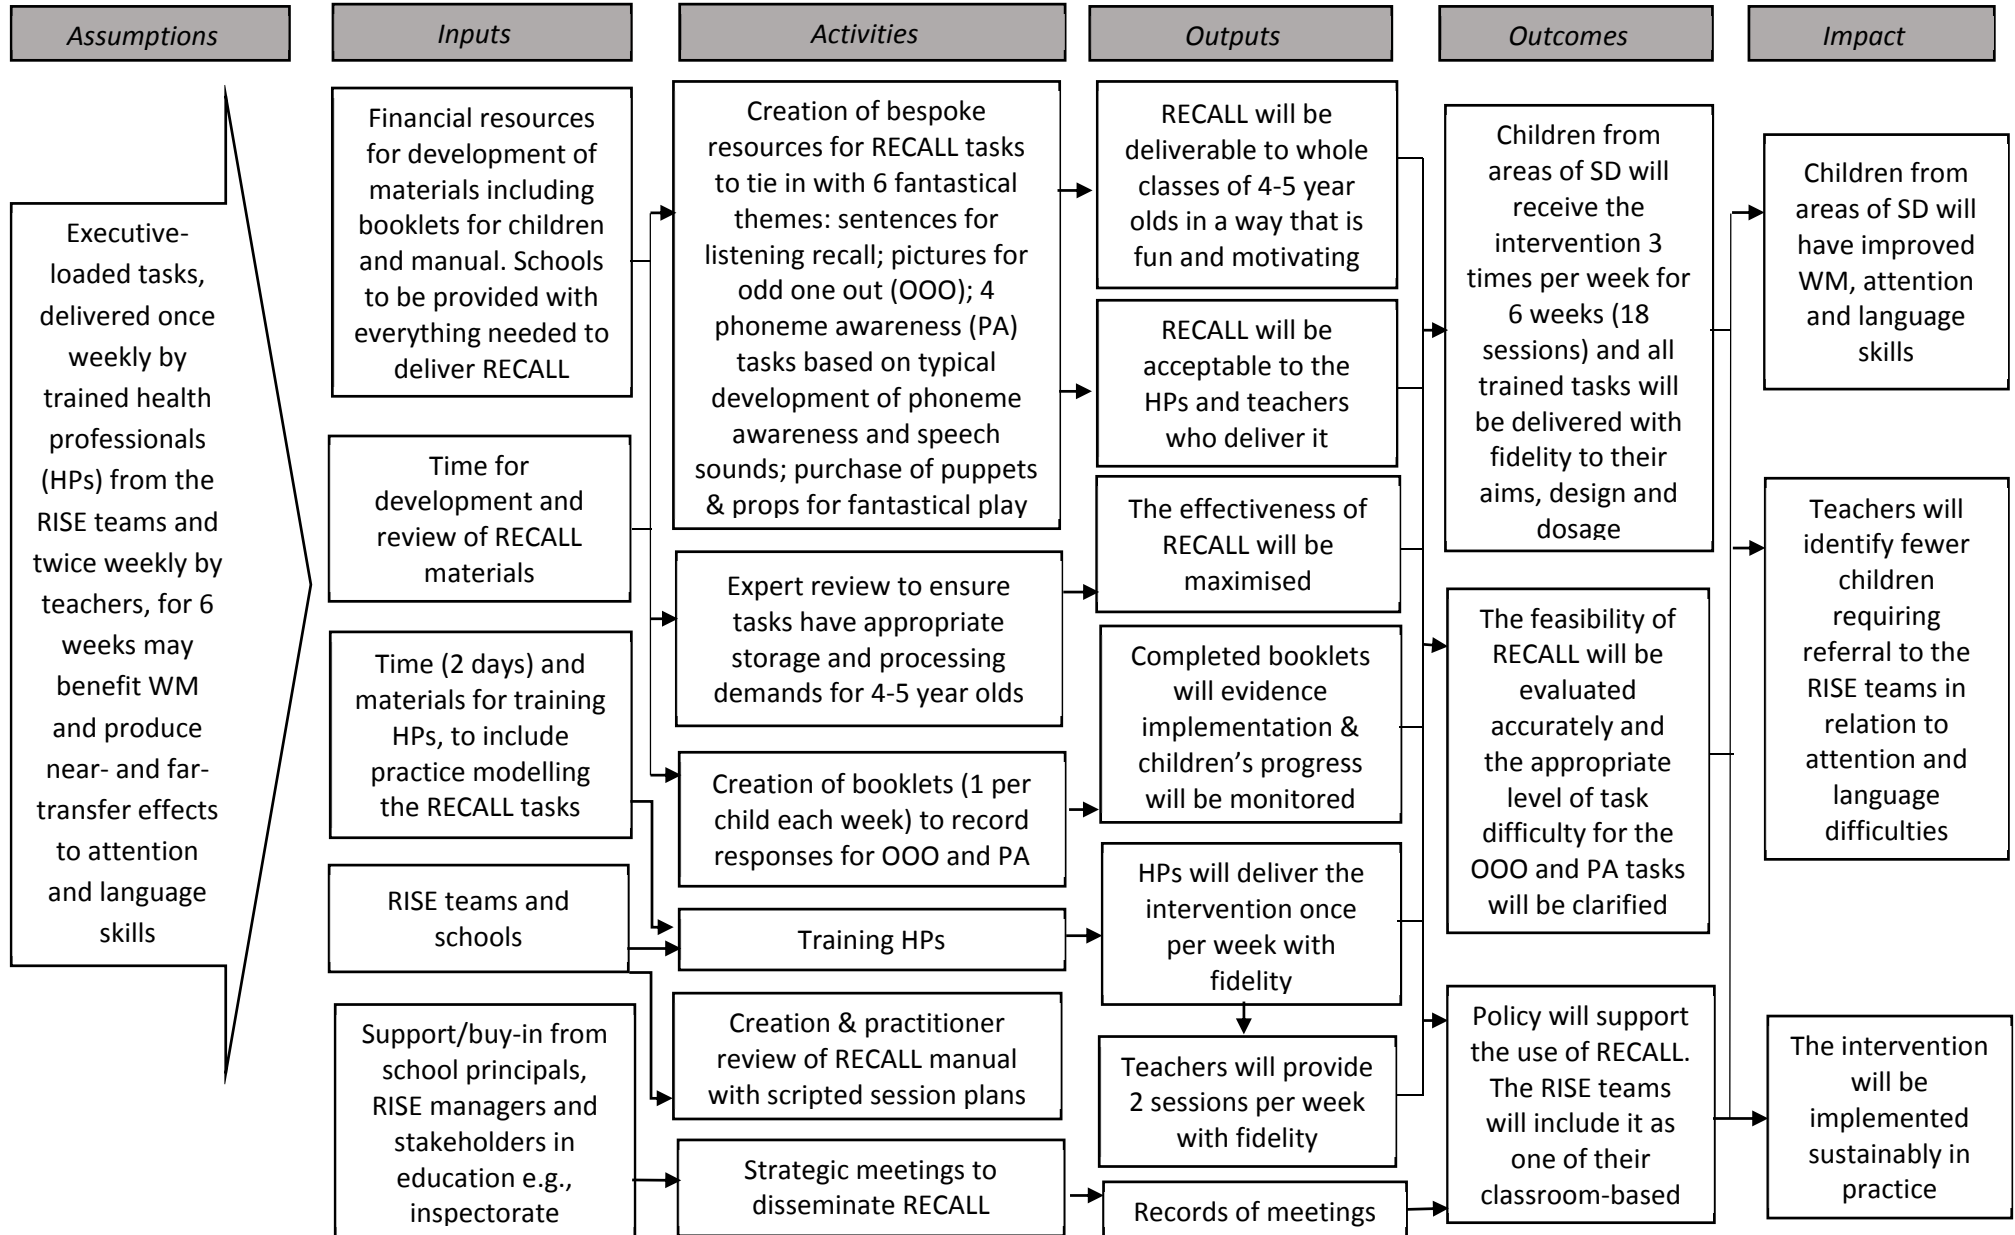 Assumptions
Inputs
Activities
Outputs
Outcomes
Impact
Executive-
loaded tasks,
delivered once
weekly by
trained health
professionals
(HPs) from the
RISE teams and
twice weekly by
teachers, for 6
weeks may
benefit WM
and produce
near- and far-
transfer effects
to attention
and language
skills
Financial resources
for development of
materials including
booklets for children
and manual. Schools
to be provided with
everything needed to
deliver RECALL
Time for
development and
review of RECALL
materials
Time (2 days) and
materials for training
HPs, to include
practice modelling
the RECALL tasks
RISE teams and
schools
Support/buy-in from
school principals,
RISE managers and
stakeholders in
education e.g.,
inspectorate
Creation of bespoke
resources for RECALL tasks
to tie in with 6 fantastical
themes: sentences for
listening recall; pictures for
odd one out (OOO); 4
phoneme awareness (PA)
tasks based on typical
development of phoneme
awareness and speech
sounds; purchase of puppets
& props for fantastical play
Expert review to ensure
tasks have appropriate
storage and processing
demands for 4-5 year olds
Creation of booklets (1 per
child each week) to record
responses for OOO and PA
Training HPs
Creation & practitioner
review of RECALL manual
with scripted session plans
Strategic meetings to
disseminate RECALL
RECALL will be
deliverable to whole
classes of 4-5 year
olds in a way that is
fun and motivating
RECALL will be
acceptable to the
HPs and teachers
who deliver it
The effectiveness of
RECALL will be
maximised
Completed booklets
will evidence
implementation &
children’s progress
will be monitored
HPs will deliver the
intervention once
per week with
fidelity
Teachers will provide
2 sessions per week
with fidelity
Records of meetings
Children from
areas of SD will
receive the
intervention 3
times per week for
6 weeks (18
sessions) and all
trained tasks will
be delivered with
fidelity to their
aims, design and
dosage
The feasibility of
RECALL will be
evaluated
accurately and
the appropriate
level of task
difficulty for the
OOO and PA tasks
will be clarified
Policy will support
the use of RECALL.
The RISE teams
will include it as
one of their
classroom-based
Children from
areas of SD will
have improved
WM, attention
and language
skills
Teachers will
identify fewer
children
requiring
referral to the
RISE teams in
relation to
attention and
language
difficulties
The intervention
will be
implemented
sustainably in
practice